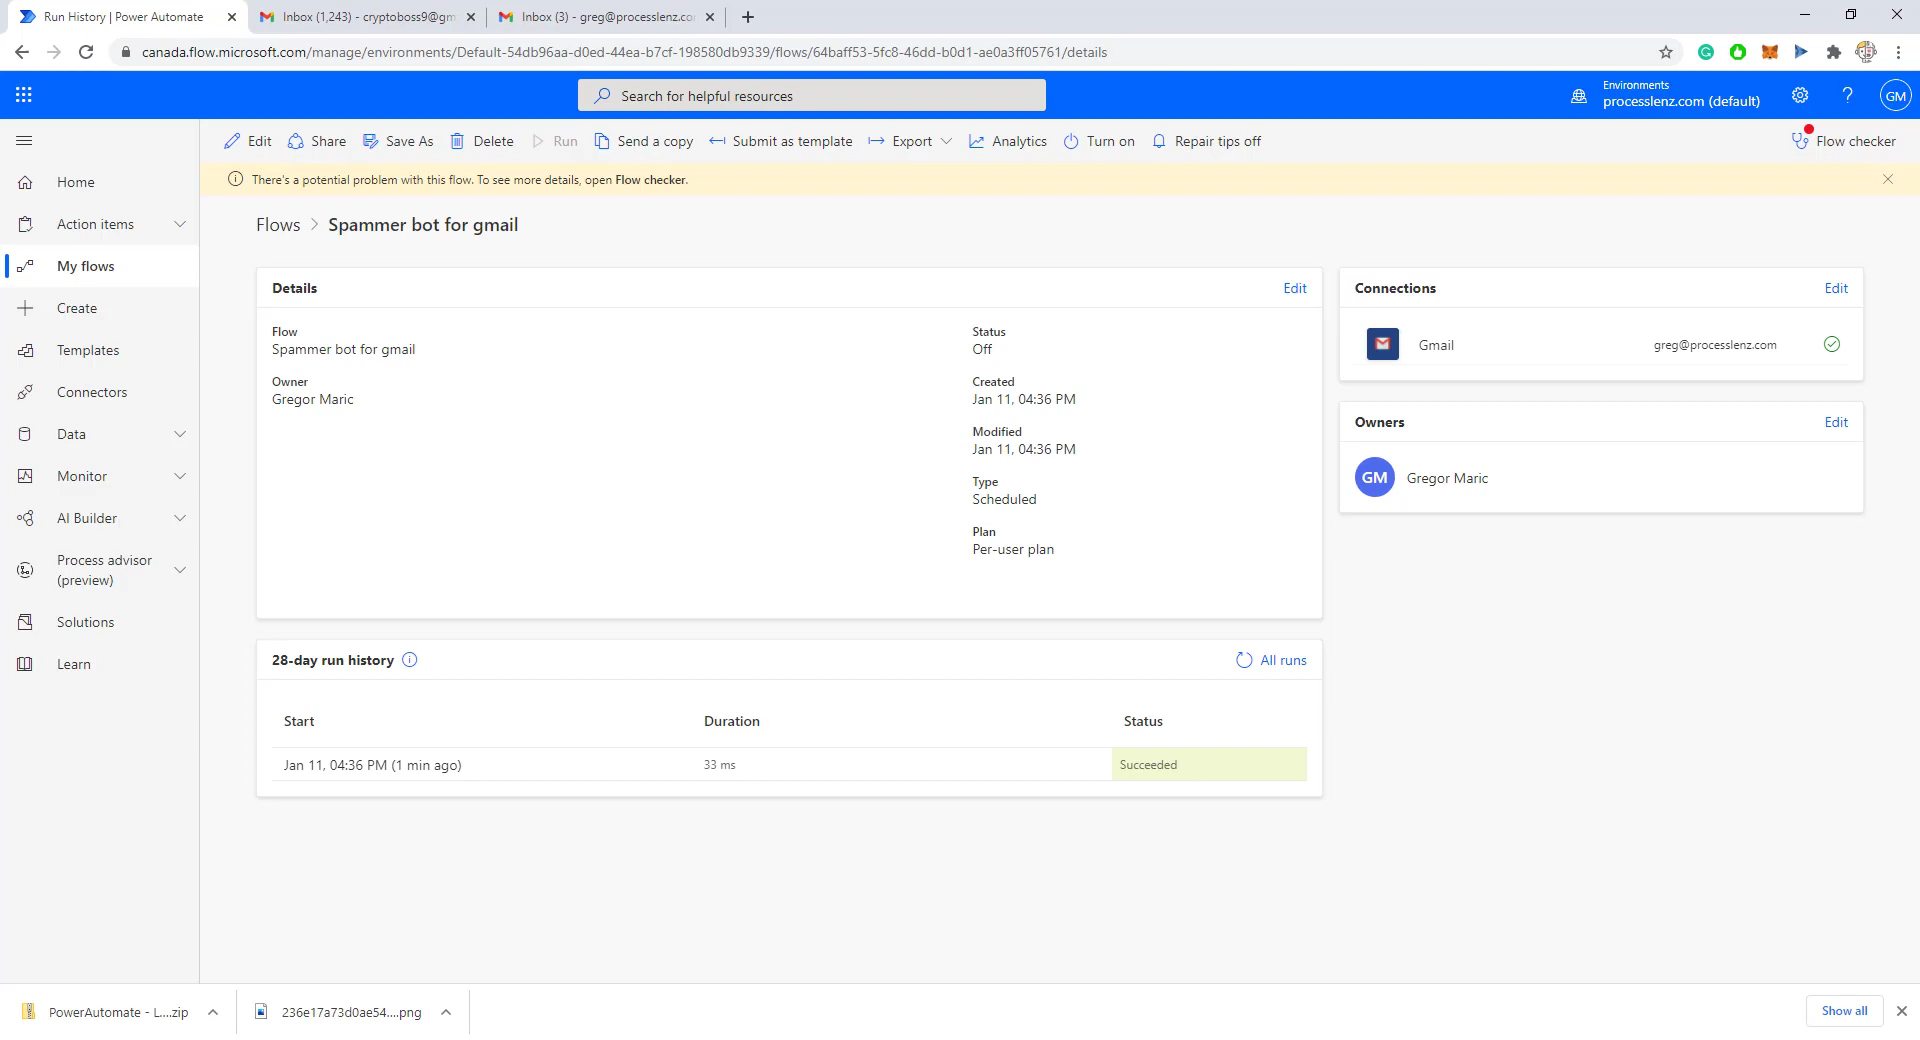 Run History | Power Automate
Inbox (1,243) - cryptoboss9@gm
Inbox (3) - greg@processlenz.co
canada.flow.microsoft.com/manage/environments/Default-54db96aa-d0ed-44ea-b7cf-198580db9339/flows/64baff53-5fc8-46dd-b0d1-ae0a3ff05761/details
Search for helpful resources
Environments
processlenz.com (default)
?
GM
Edit
Share
Save As
Delete
Run
Send a copy
Submit as template
Export
Analytics
Turn on
Repair tips off
Flow checker
There's a potential problem with this flow. To see more details, open Flow checker.
Home
Action items
My flows
Create
Templates
Connectors
Data
Monitor
AI Builder
Process advisor
(preview)
Solutions
Learn
Flows > Spammer bot for gmail
Details
Edit
Flow
Spammer bot for gmail
Owner
Gregor Maric
Status
Off
Created
Jan 11, 04:36 PM
Modified
Jan 11, 04:36 PM
Type
Scheduled
Plan
Per-user plan
Connections
Edit
Gmail
greg@processlenz.com
Owners
Edit
GM
Gregor Maric
28-day run history
All runs
Start
Duration
Status
Jan 11, 04:36 PM (1 min ago)
33 ms
Succeeded
PowerAutomate - L....zip
236e17a73d0ae54....png
Show all